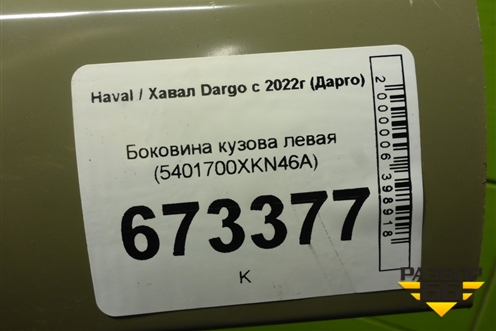 Haval / Хавал Dargo с 2022г (Дарго)
Боковина кузова левая
(5401700XKN46A)
673377
K
2000006398918